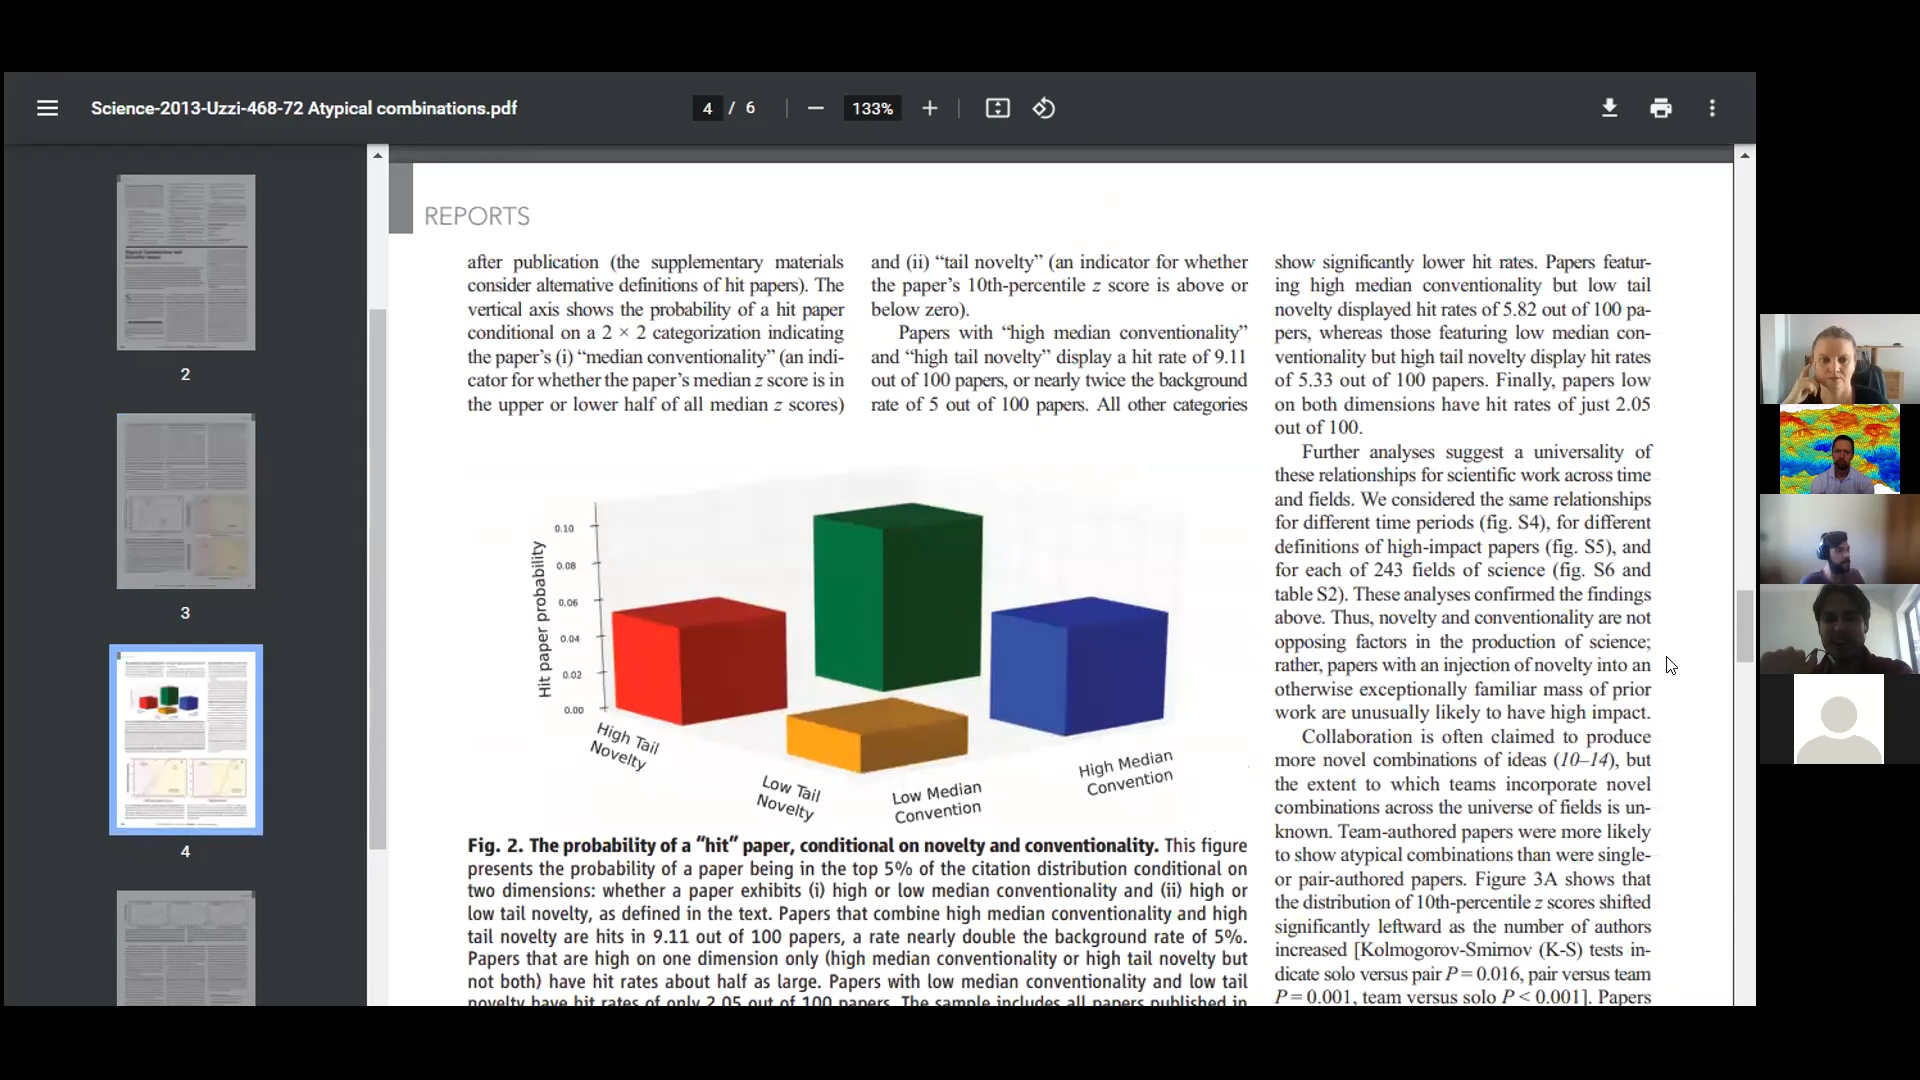 Science-2013-Uzzi-468-72 Atypical combinations.pdf
4 / 6
133%
2
3
4
REPORTS
after publication (the supplementary materials
consider alternative definitions of hit papers). The
vertical axis shows the probability of a hit paper
conditional on a 2 × 2 categorization indicating
the paper's (i) “median conventionality” (an indi-
cator for whether the paper's median z score is in
the upper or lower half of all median z scores)
and (ii) “tail novelty” (an indicator for whether
the paper's 10th-percentile z score is above or
below zero).
Papers with “high median conventionality”
and “high tail novelty” display a hit rate of 9.11
out of 100 papers, or nearly twice the background
rate of 5 out of 100 papers. All other categories
Hit paper probability
0.10
0.08
0.06
0.04
0.02
0.00
High Tail
Novelty
Low Tail
Novelty
Low Median
Convention
High Median
Convention
Fig. 2. The probability of a “hit” paper, conditional on novelty and conventionality. This figure
presents the probability of a paper being in the top 5% of the citation distribution conditional on
two dimensions: whether a paper exhibits (i) high or low median conventionality and (ii) high or
low tail novelty, as defined in the text. Papers that combine high median conventionality and high
tail novelty are hits in 9.11 out of 100 papers, a rate nearly double the background rate of 5%.
Papers that are high on one dimension only (high median conventionality or high tail novelty but
not both) have hit rates about half as large. Papers with low median conventionality and low tail
novelty have hit rates of only 2.05 out of 100 papers. The sample includes all papers published in
show significantly lower hit rates. Papers featur-
ing high median conventionality but low tail
novelty displayed hit rates of 5.82 out of 100 pa-
pers, whereas those featuring low median con-
ventionality but high tail novelty display hit rates
of 5.33 out of 100 papers. Finally, papers low
on both dimensions have hit rates of just 2.05
out of 100.
Further analyses suggest a universality of
these relationships for scientific work across time
and fields. We considered the same relationships
for different time periods (fig. S4), for different
definitions of high-impact papers (fig. S5), and
for each of 243 fields of science (fig. S6 and
table S2). These analyses confirmed the findings
above. Thus, novelty and conventionality are not
opposing factors in the production of science;
rather, papers with an injection of novelty into an
otherwise exceptionally familiar mass of prior
work are unusually likely to have high impact.
Collaboration is often claimed to produce
more novel combinations of ideas (10–14), but
the extent to which teams incorporate novel
combinations across the universe of fields is un-
known. Team-authored papers were more likely
to show atypical combinations than were single-
or pair-authored papers. Figure 3A shows that
the distribution of 10th-percentile z scores shifted
significantly leftward as the number of authors
increased [Kolmogorov-Smirnov (K-S) tests in-
dicate solo versus pair P = 0.016, pair versus team
P = 0.001, team versus solo P < 0.001]. Papers